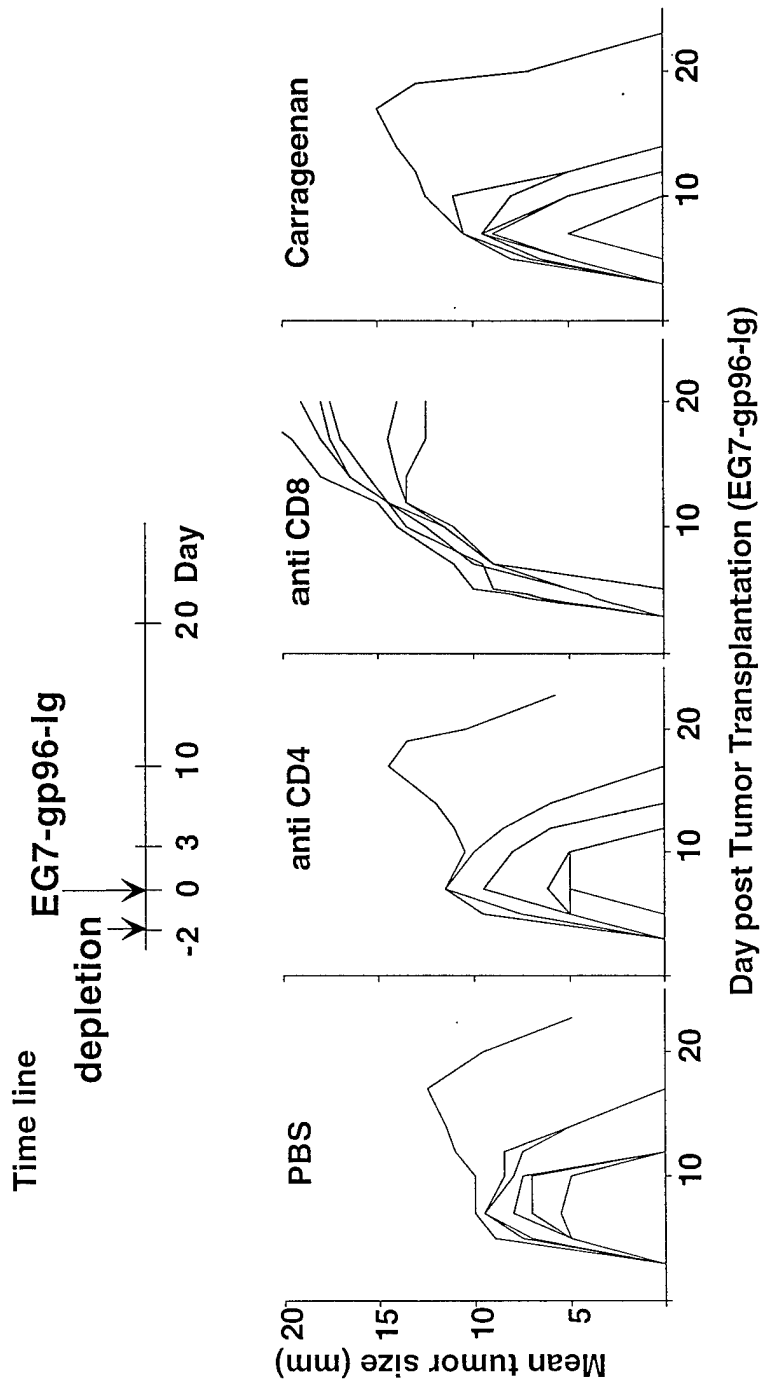 Time line
depletion
EG7-gp96-Ig
-2 0 3 10 20 Day
PBS
anti CD4
anti CD8
Carrageenan
Mean tumor size (mm)
20
15
10
5
10 20
10 20
10 20
10 20
Day post Tumor Transplantation (EG7-gp96-Ig)